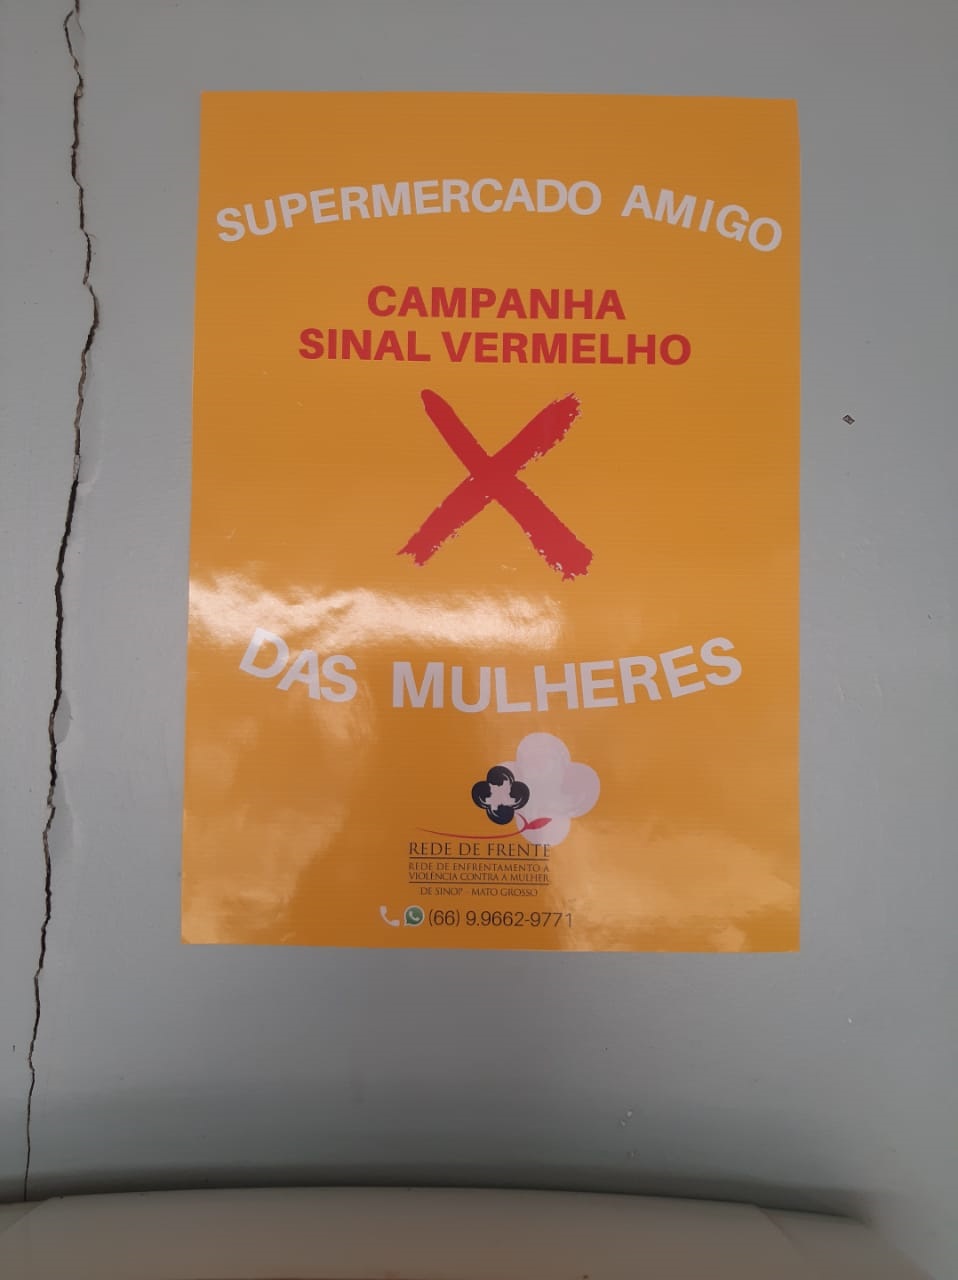 SUPERMERCADO AMIGO
CAMPANHA
SINAL VERMELHO
DAS MULHERES
REDE DE FRENTE
REDE DE ENFRENTAMENTO A
VIOLÊNCIA CONTRA A MULHER
DE SINOP - MATO GROSSO
(66) 9.9662-9771